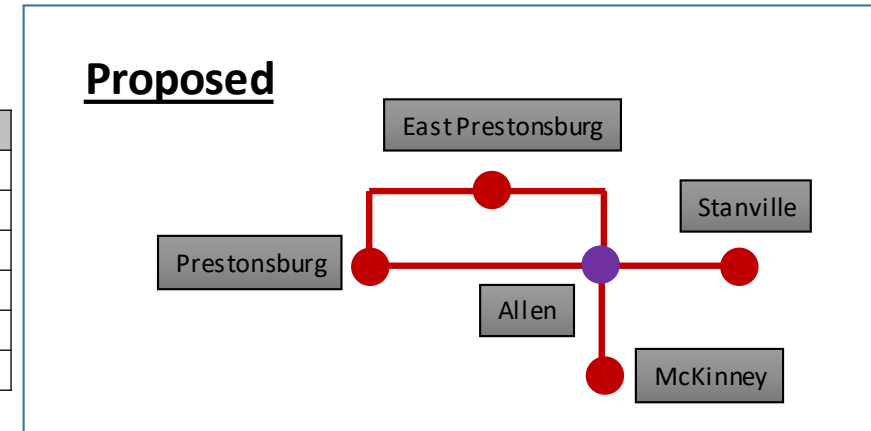 Proposed
East Prestonsburg
Stanville
Prestonsburg
Allen
McKinney